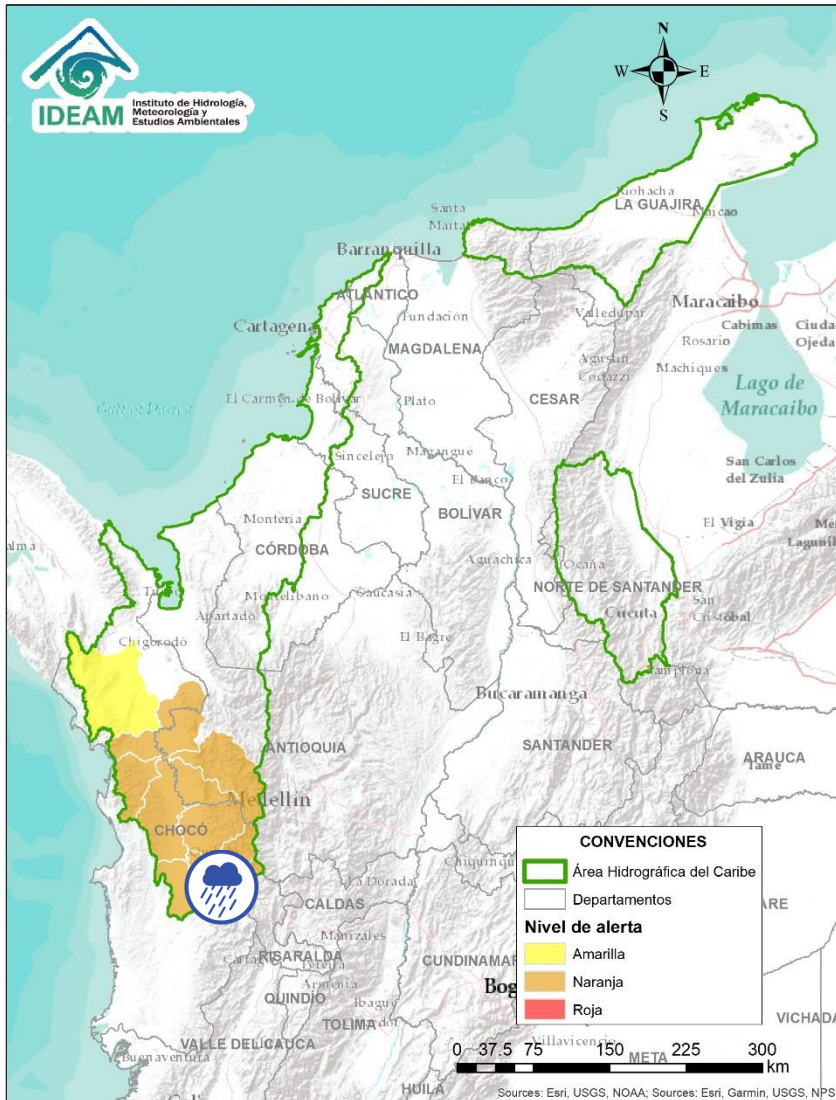 IDEAM
Instituto de Hidrología,
Meteorología y
Estudios Ambientales
N
W
E
S
Riohacha
LA GUAJIRA
Maicao
Santa
Marta
Barranquilla
ATLÁNTICO
Cartagena
Fundación
Valledupar
Maracaibo
Cabimas
Ciudad
Ojeda
Rosario
MAGDALENA
Machiques
Agustín
Codazzi
CESAR
Lago de
Maracaibo
El Carmen de Bolívar
Plato
Sincelejo
Magangué
San Carlos
del Zulia
SUCRE
El Banco
BOLÍVAR
Montería
El Vigía
CÓRDOBA
Aguachica
Ocaña
Montelíbano
Caucasia
NORTE DE SANTANDER
Apartadó
Cúcuta
San
Cristóbal
El Bagre
Chigorodó
Pamplona
Bucaramanga
ANTIOQUIA
SANTANDER
ARAUCA
Tame
Medellín
CHOCÓ
La Dorada
CALDAS
Manizales
RISARALDA
Pereira
Armenia
QUINDÍO
Ibagué
TOLIMA
VALLE DEL CAUCA
Buenaventura
HUILA
Villavicencio
META
CONVENCIONES
Área Hidrográfica del Caribe
Departamentos
Nivel de alerta
Amarilla
Naranja
Roja
VICHADA
0 37.5 75 150 225 300
km
Sources: Esri, USGS, NOAA; Sources: Esri, Garmin, USGS, NPS